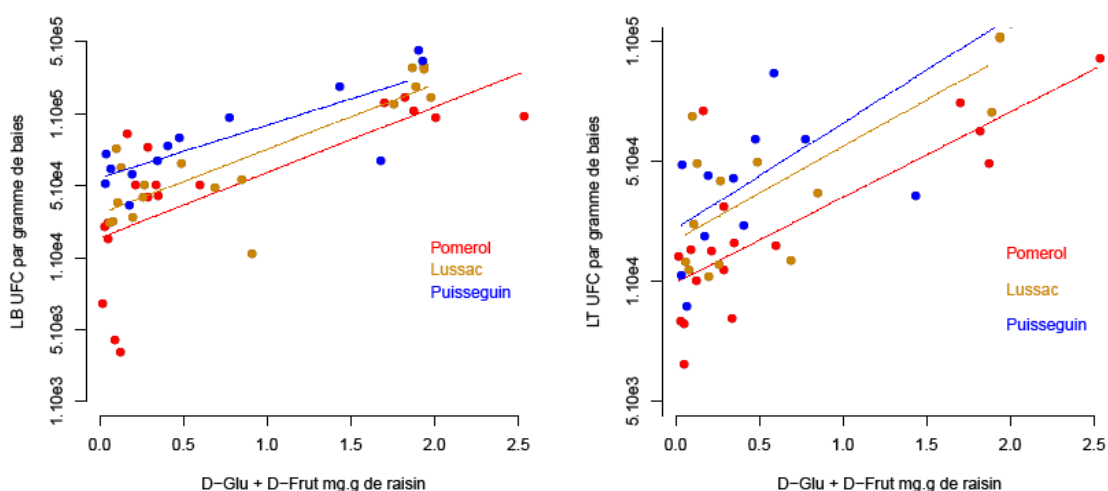 5.10e5
1.10e5
5.10e4
1.10e4
5.10e3
1.10e3
LB UFC par gramme de baies
Pomerol
Lussac
Puisseguin
0.0 0.5 1.0 1.5 2.0 2.5
D−Glu + D−Frut mg.g de raisin
1.10e5
5.10e4
1.10e4
5.10e3
LT UFC par gramme de baies
Pomerol
Lussac
Puisseguin
0.0 0.5 1.0 1.5 2.0 2.5
D−Glu + D−Frut mg.g de raisin